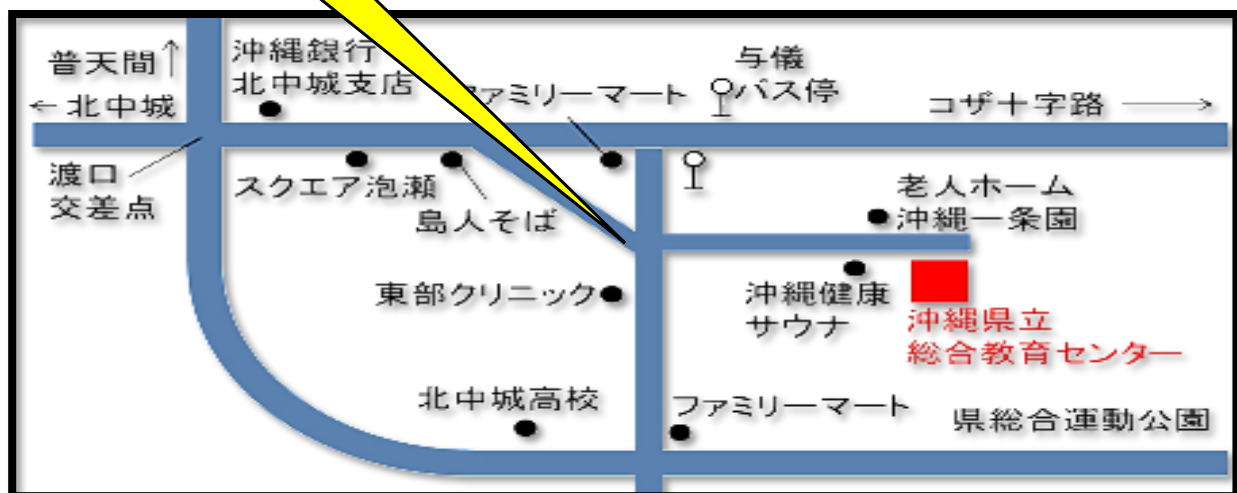 普天間↑
←北中城
沖縄銀行
北中城支店
ァミリーマート
与儀
バス停
コザ十字路 →
渡口
交差点
スクエア泡瀬
島人そば
老人ホーム
沖縄一条園
東部クリニック
沖縄健康
サウナ
沖縄県立
総合教育センター
北中城高校
ファミリーマート
県総合運動公園